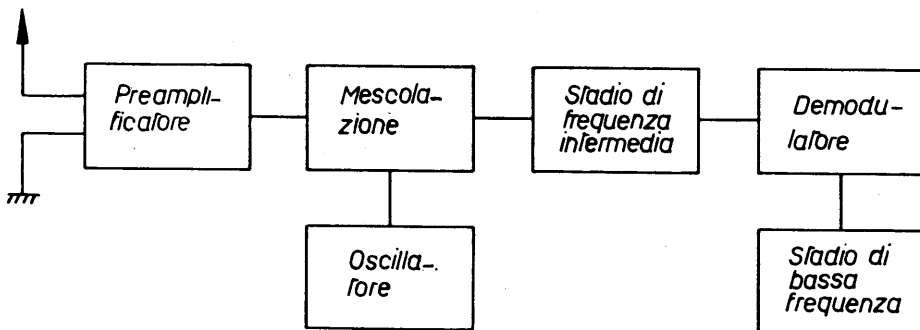 Preampli-
ficatore
Mescola-
zione
Stadio di
frequenza
intermedia
Demodu-
latore
Oscilla-
tore
Stadio di
bassa
frequenza